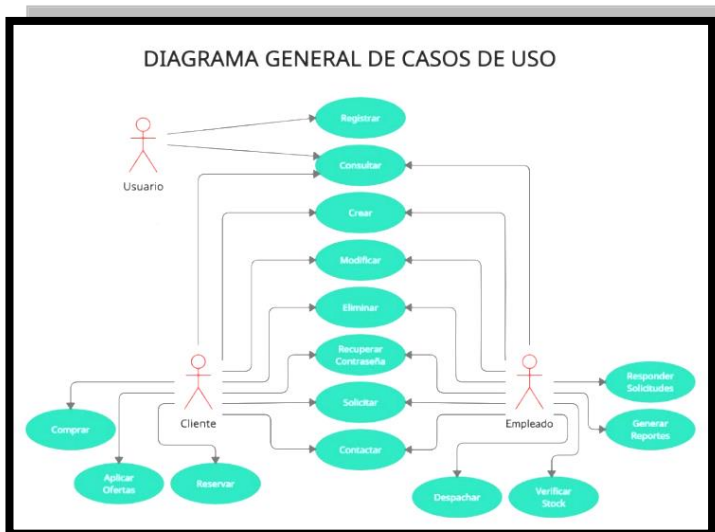 DIAGRAMA GENERAL DE CASOS DE USO
Registrar
Usuario
Consultar
Crear
Modificar
Eliminar
Recuperar
Contraseña
Responder
Solicitudes
Solicitar
Cliente
Empleado
Comprar
Generar
Reportes
Contactar
Aplicar
Ofertas
Reservar
Despachar
Verificar
Stock